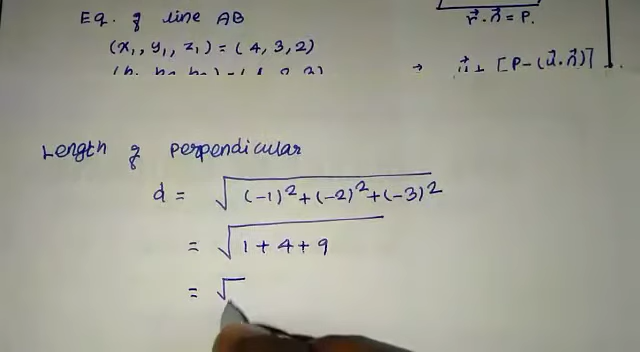 Eq. of line AB
(x₁, y₁, z₁) = (4, 3, 2)
r⃗ . n⃗ = P.
→ [P - (u⃗ . n⃗)]
Length of perpendicular
d = √(-1)² + (-2)² + (-3)²
= √1 + 4 + 9
= √